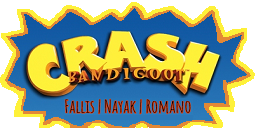 CRASH
BANDICOOT
FALLIS | NAYAK | ROMANO